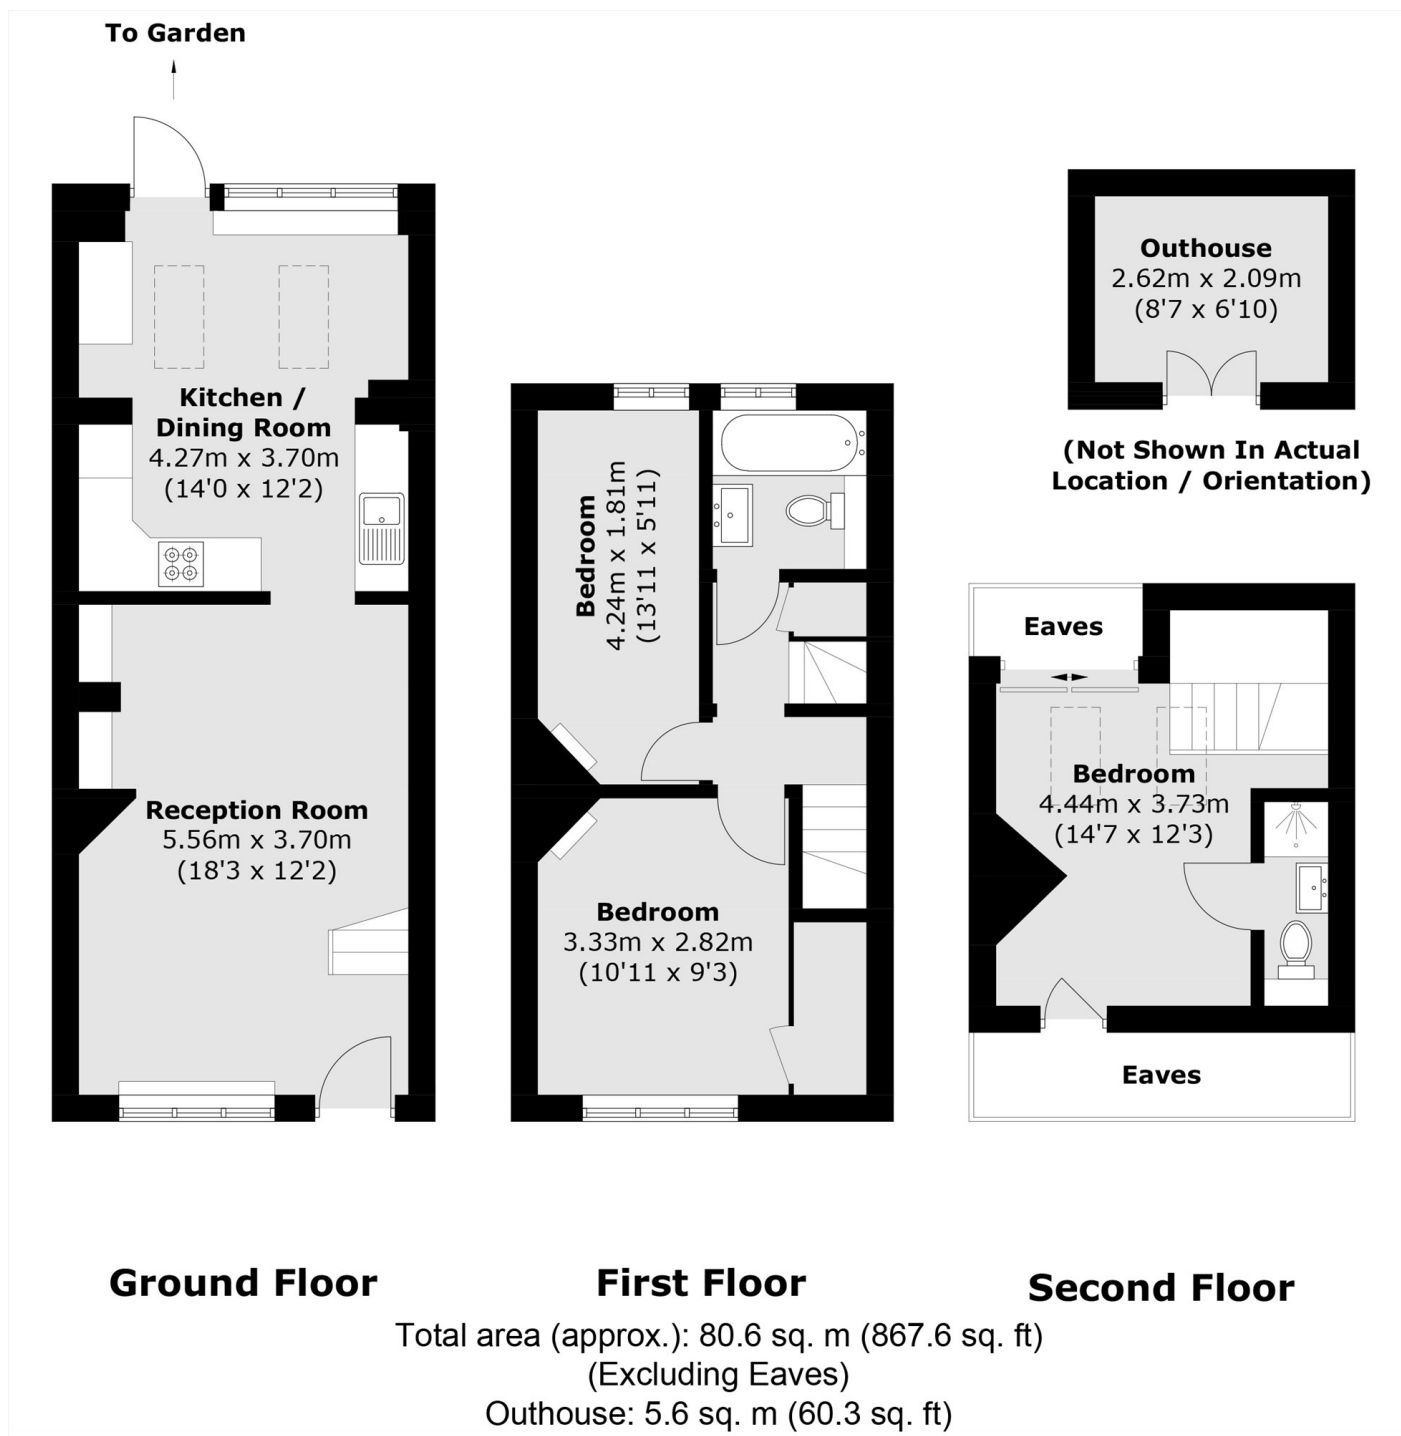 To Garden
Kitchen /
Dining Room
4.27m x 3.70m
(14'0 x 12'2)
Reception Room
5.56m x 3.70m
(18'3 x 12'2)
Bedroom
4.24m x 1.81m
(13'11 x 5'11)
Bedroom
3.33m x 2.82m
(10'11 x 9'3)
Outhouse
2.62m x 2.09m
(8'7 x 6'10)
(Not Shown In Actual
Location / Orientation)
Eaves
Bedroom
4.44m x 3.73m
(14'7 x 12'3)
Eaves
Ground Floor
First Floor
Second Floor
Total area (approx.): 80.6 sq. m (867.6 sq. ft)
(Excluding Eaves)
Outhouse: 5.6 sq. m (60.3 sq. ft)